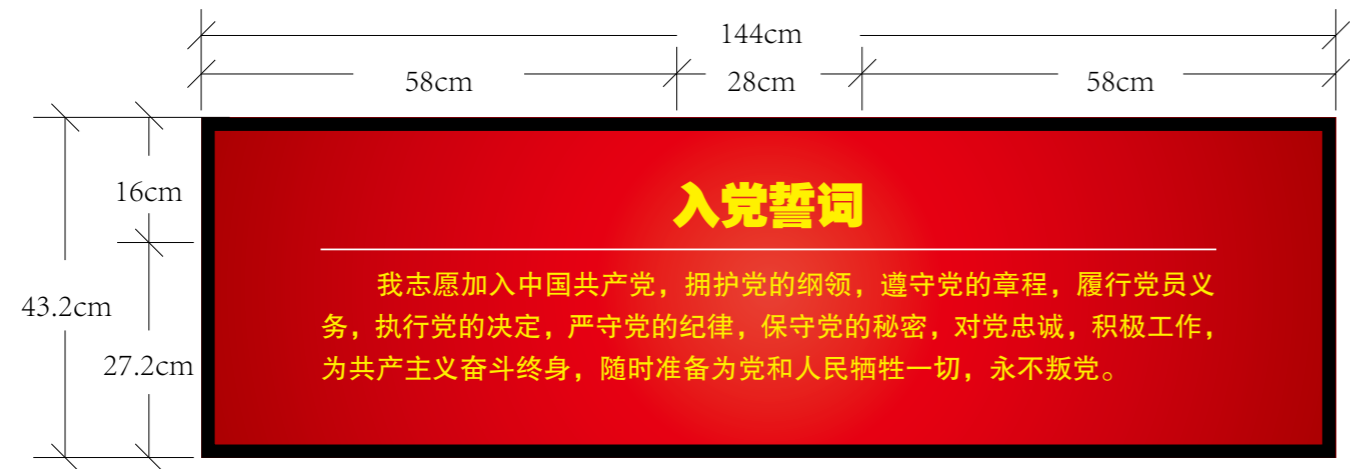 144cm
58cm
28cm
58cm
16cm
43.2cm
27.2cm
入党誓词
我志愿加入中国共产党，拥护党的纲领，遵守党的章程，履行党员义
务，执行党的决定，严守党的纪律，保守党的秘密，对党忠诚，积极工作，
为共产主义奋斗终身，随时准备为党和人民牺牲一切，永不叛党。